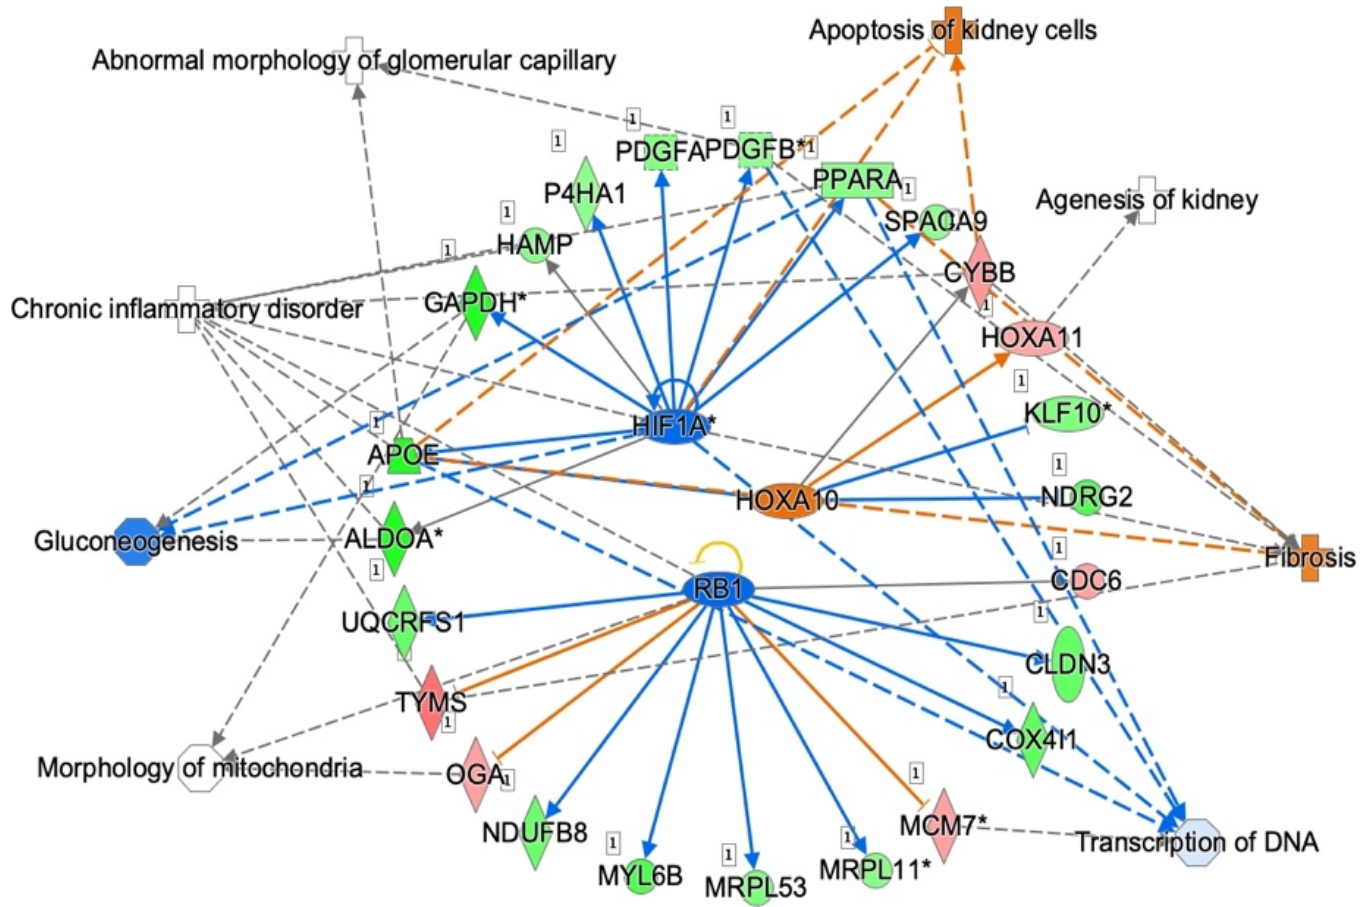 Apoptosis of kidney cells
Abnormal morphology of glomerular capillary
1
1
1
1
PDGFA
PDGFB*
PPARA
1
P4HA1
Agenesis of kidney
1
SPACA9
HAMP
1
CYBB
Chronic inflammatory disorder
GAPDH*
1
HOXA11
1
KLF10*
1
HIF1A*
APOE
1
1
HOXA10
NDRG2
Gluconeogenesis
ALDOA*
1
Fibrosis
1
CDC6
RB1
1
UQCRFS1
CLDN3
1
TYMS
1
COX4I1
Morphology of mitochondria
OGA
1
1
NDUFB8
MCM7*
1
1
1
Transcription of DNA
MYL6B
MRPL53
MRPL11*